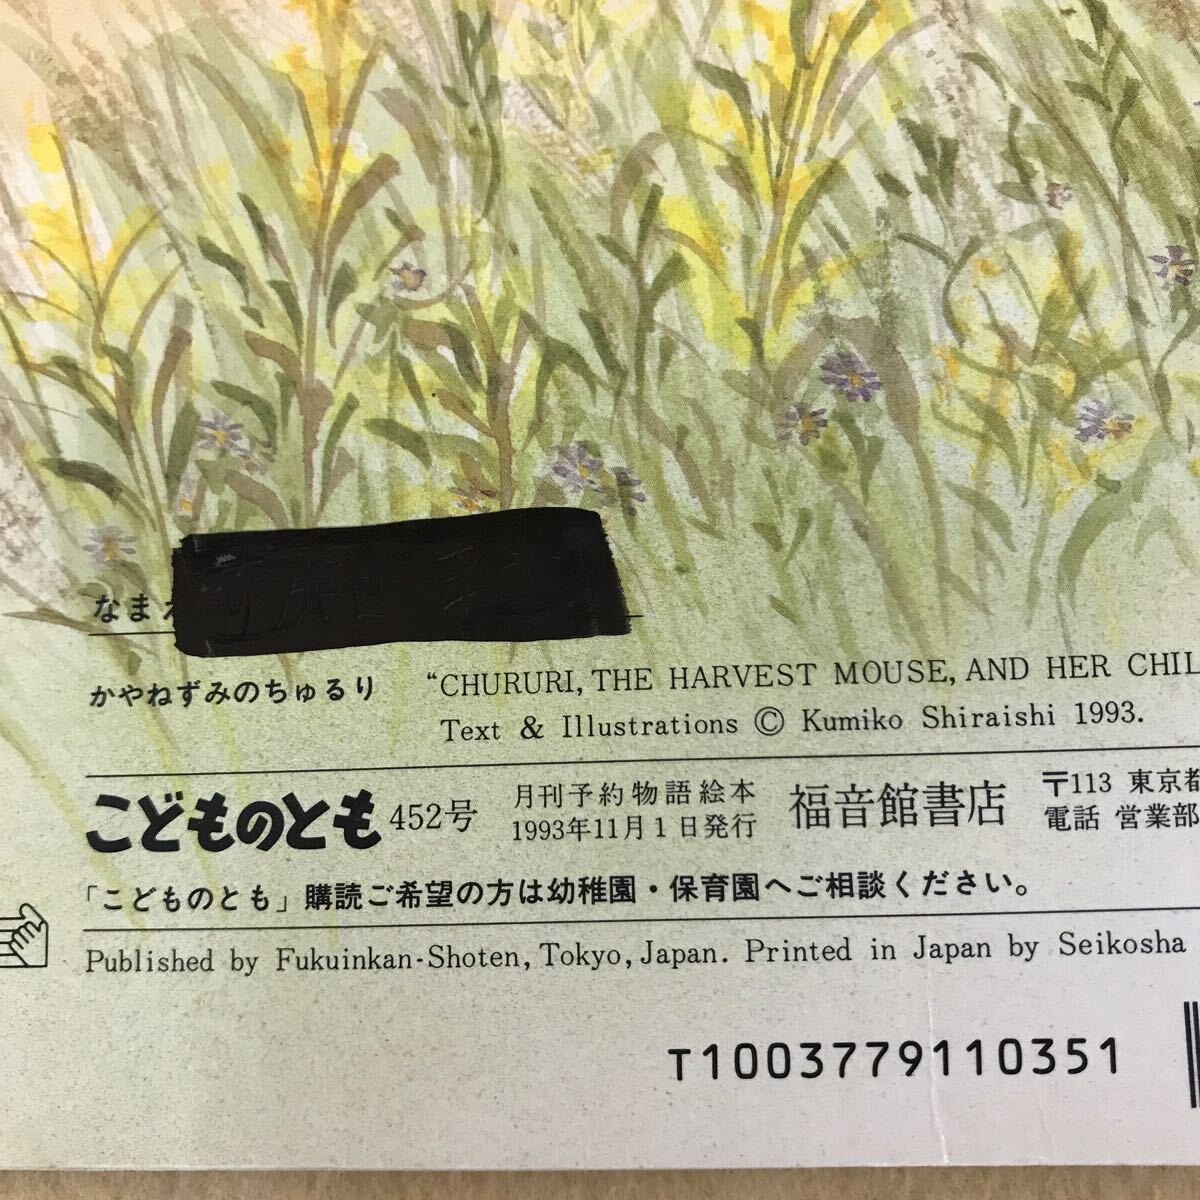 なまえ
かやねずみのちゅるり
“CHURURI, THE HARVEST MOUSE, AND HER CHIL
Text & Illustrations © Kumiko Shiraishi 1993.
こどものとも 452号
月刊予約物語絵本
1993年11月1日発行
福音館書店
〒113 東京都
電話 営業部
「こどものとも」購読ご希望の方は幼稚園・保育園へご相談ください。
Published by Fukuinkan-Shoten, Tokyo, Japan. Printed in Japan by Seikosha
T1003779110351